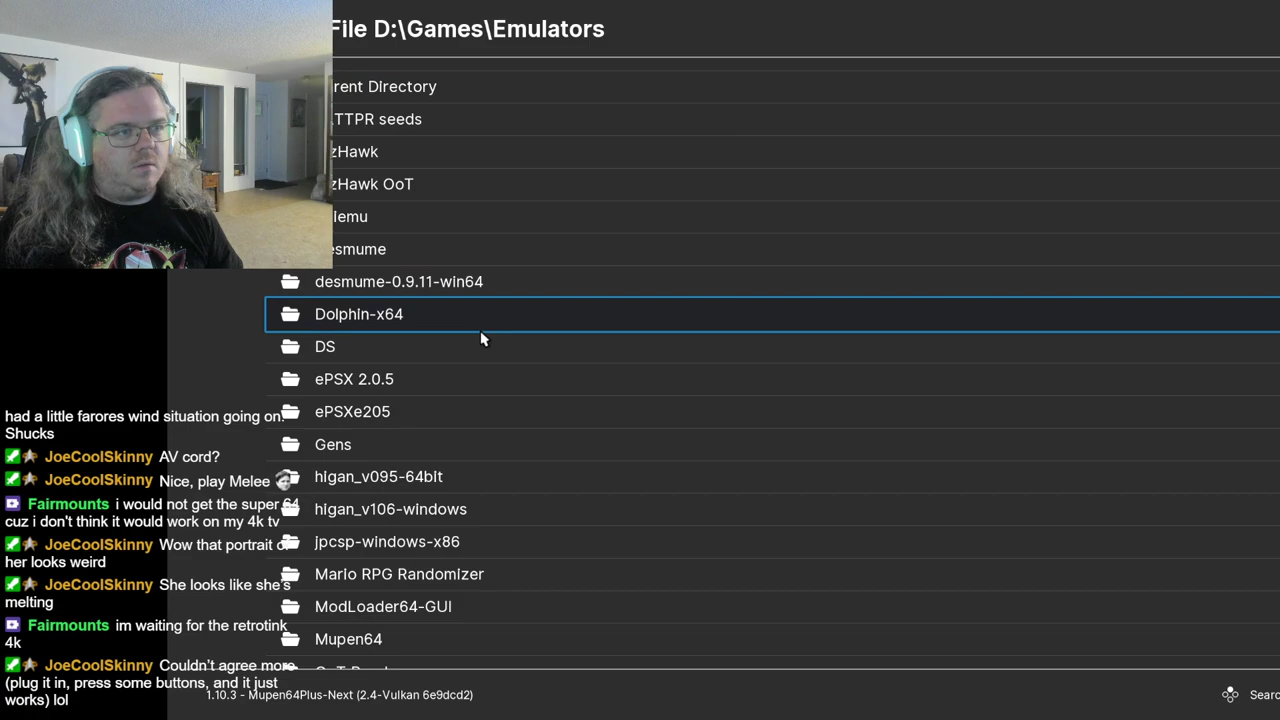 File D:\Games\Emulators
rent Directory
TTPR seeds
zHawk
zHawk OoT
lemu
esmume
desmume-0.9.11-win64
Dolphin-x64
DS
ePSX 2.0.5
ePSXe205
Gens
higan_v095-64bit
higan_v106-windows
jpcsp-windows-x86
Mario RPG Randomizer
ModLoader64-GUI
Mupen64
had a little farores wind situation going on.
Shucks
JoeCoolSkinny AV cord?
JoeCoolSkinny Nice, play Melee
Fairmounts i would not get the super 64
cuz i don't think it would work on my 4k tv
JoeCoolSkinny Wow that portrait of
her looks weird
JoeCoolSkinny She looks like she's
melting
Fairmounts im waiting for the retrotink
4k
JoeCoolSkinny Couldn't agree more
(plug it in, press some buttons, and it just
works) lol
1.10.3 - Mupen64Plus-Next (2.4-Vulkan 6e9dcd2)
Searc